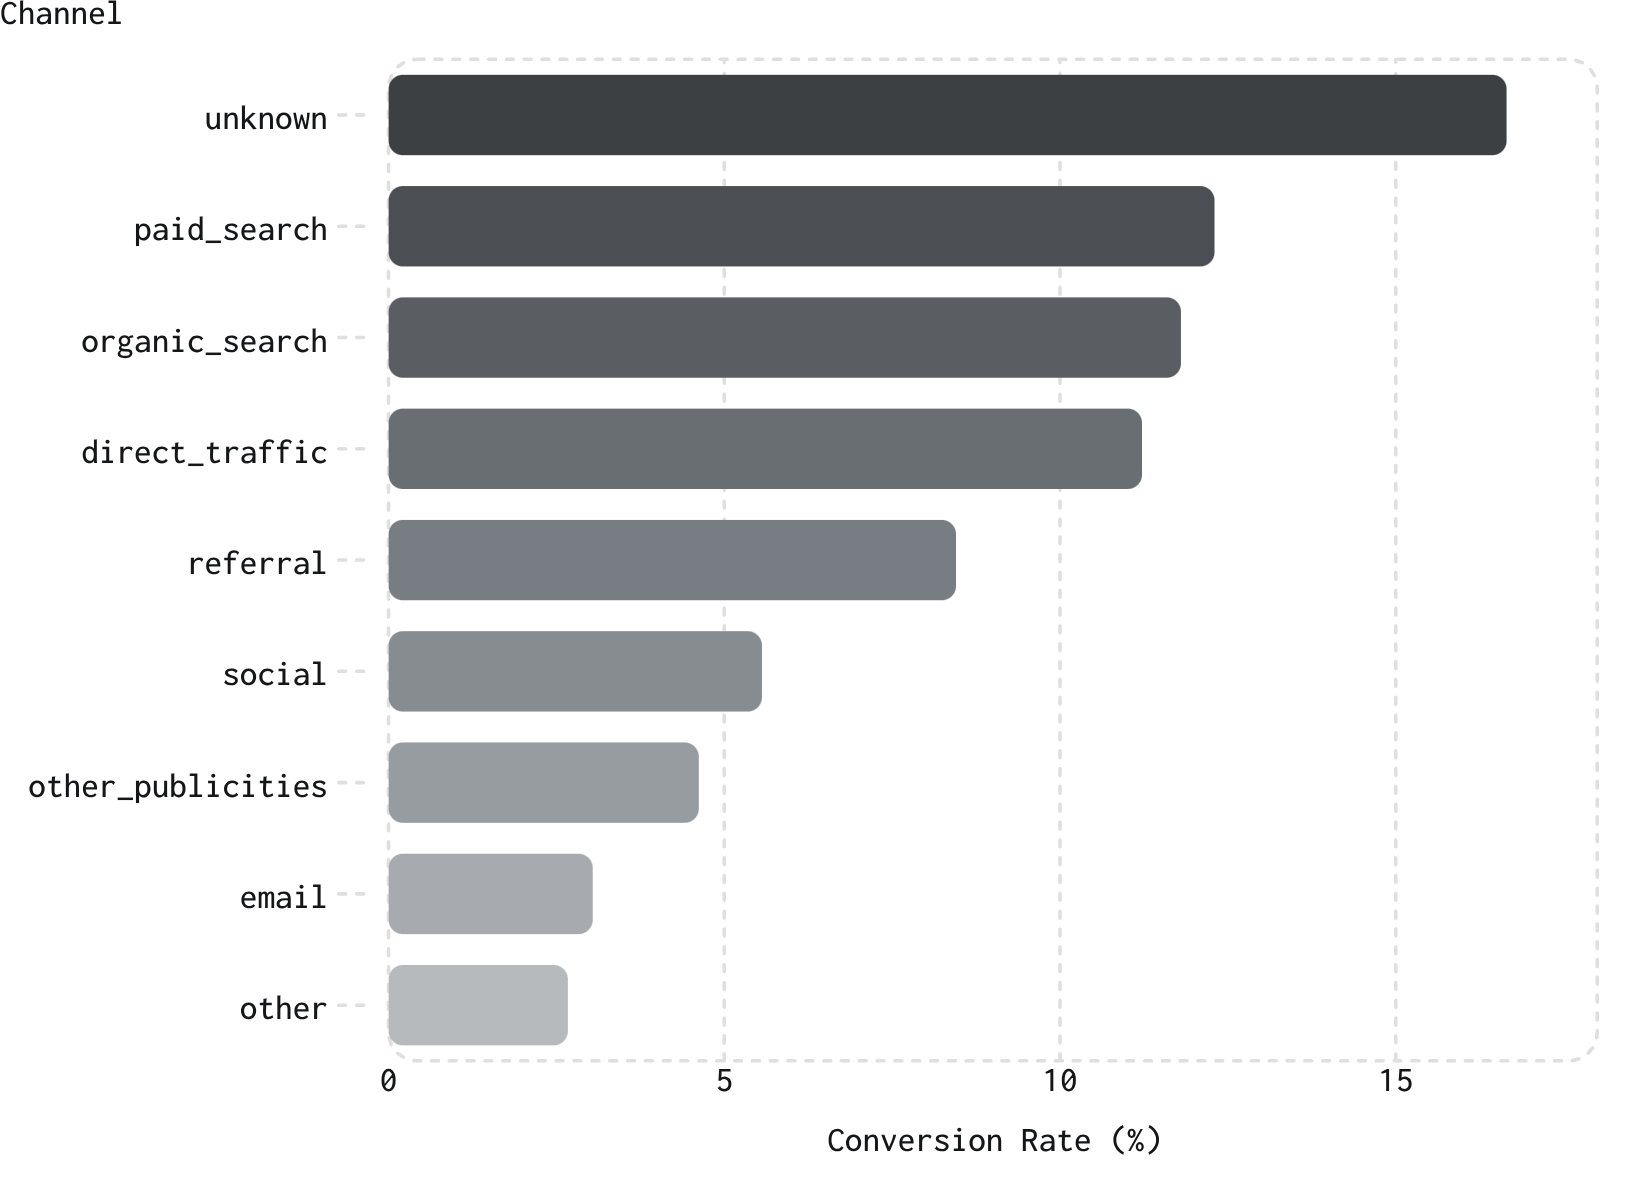 Channel
unknown
paid_search
organic_search
direct_traffic
referral
social
other_publicities
email
other
0 5 10 15
Conversion Rate (%)